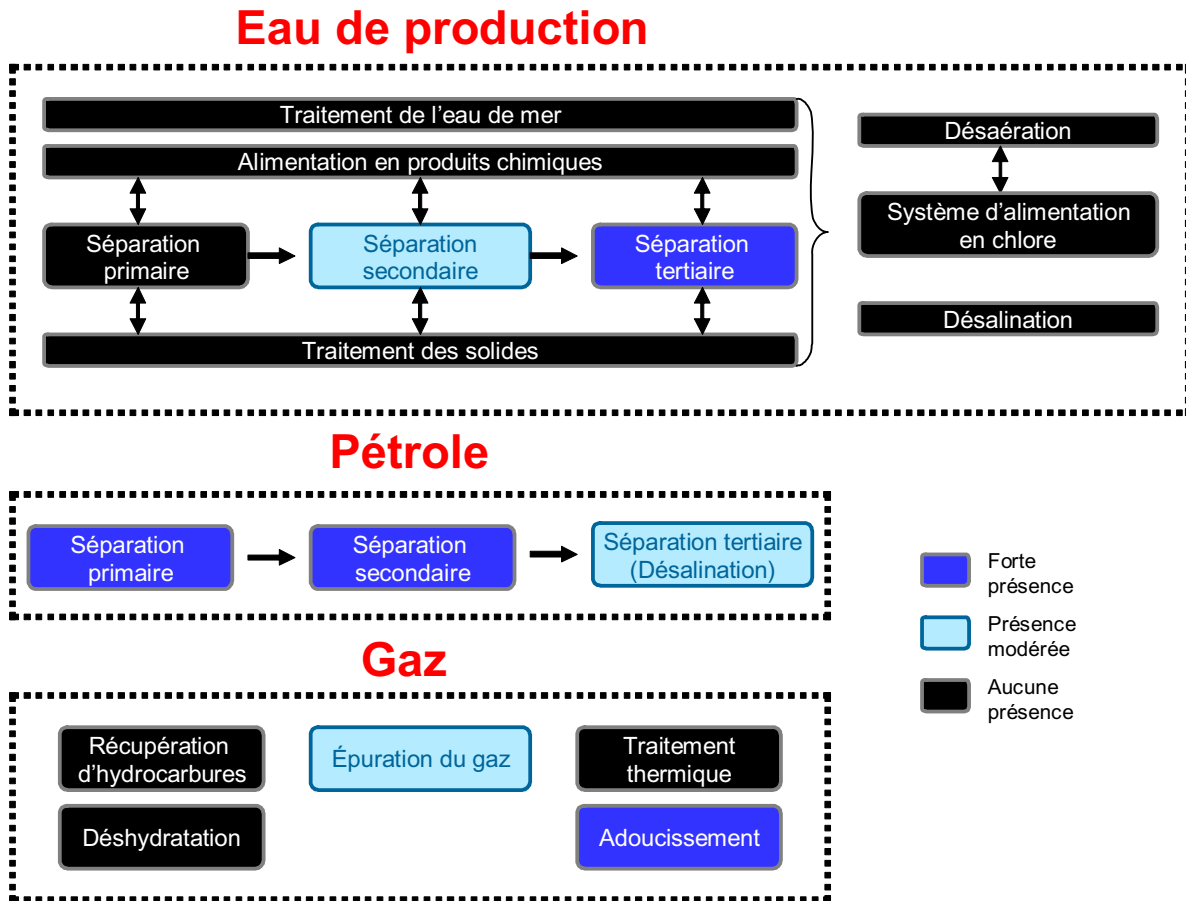 Eau de production
Traitement de l'eau de mer
Alimentation en produits chimiques
Séparation
primaire
Séparation
secondaire
Séparation
tertiaire
Traitement des solides
Désaération
Système d'alimentation
en chlore
Désalination
Pétrole
Séparation
primaire
Séparation
secondaire
Séparation tertiaire
(Désalination)
Forte
présence
Présence
modérée
Aucune
présence
Gaz
Récupération
d'hydrocarbures
Épuration du gaz
Traitement
thermique
Déshydratation
Adoucissement